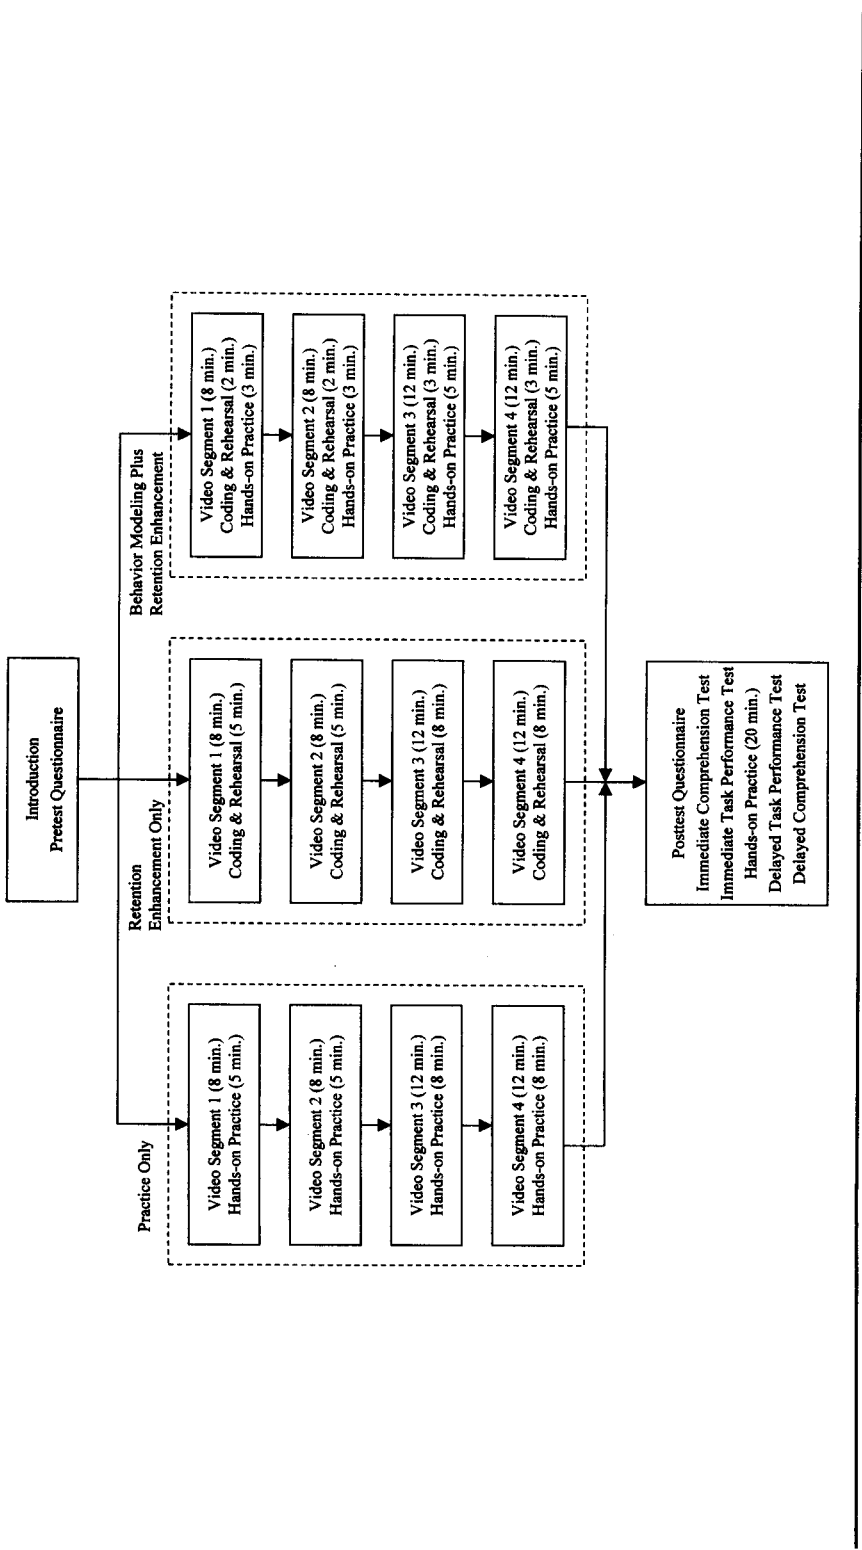 Introduction
Pretest Questionnaire
Practice Only
Retention
Enhancement Only
Behavior Modeling Plus
Retention Enhancement
Video Segment 1 (8 min.)
Hands-on Practice (5 min.)
Video Segment 2 (8 min.)
Hands-on Practice (5 min.)
Video Segment 3 (12 min.)
Hands-on Practice (8 min.)
Video Segment 4 (12 min.)
Hands-on Practice (8 min.)
Video Segment 1 (8 min.)
Coding & Rehearsal (5 min.)
Video Segment 2 (8 min.)
Coding & Rehearsal (5 min.)
Video Segment 3 (12 min.)
Coding & Rehearsal (8 min.)
Video Segment 4 (12 min.)
Coding & Rehearsal (8 min.)
Video Segment 1 (8 min.)
Coding & Rehearsal (2 min.)
Hands-on Practice (3 min.)
Video Segment 2 (8 min.)
Coding & Rehearsal (2 min.)
Hands-on Practice (3 min.)
Video Segment 3 (12 min.)
Coding & Rehearsal (3 min.)
Hands-on Practice (5 min.)
Video Segment 4 (12 min.)
Coding & Rehearsal (3 min.)
Hands-on Practice (5 min.)
Posttest Questionnaire
Immediate Comprehension Test
Immediate Task Performance Test
Hands-on Practice (20 min.)
Delayed Task Performance Test
Delayed Comprehension Test